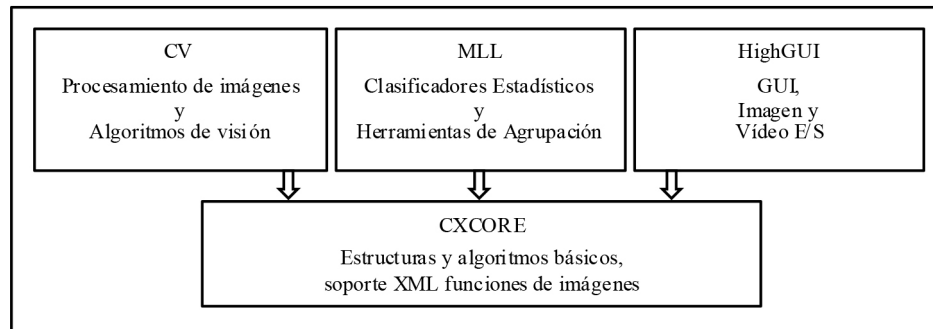 CV
Procesamiento de imágenes
y
Algoritmos de visión
MLL
Clasificadores Estadísticos
y
Herramientas de Agrupación
HighGUI
GUI,
Imagen y
Vídeo E/S
CXCORE
Estructuras y algoritmos básicos,
soporte XML funciones de imágenes